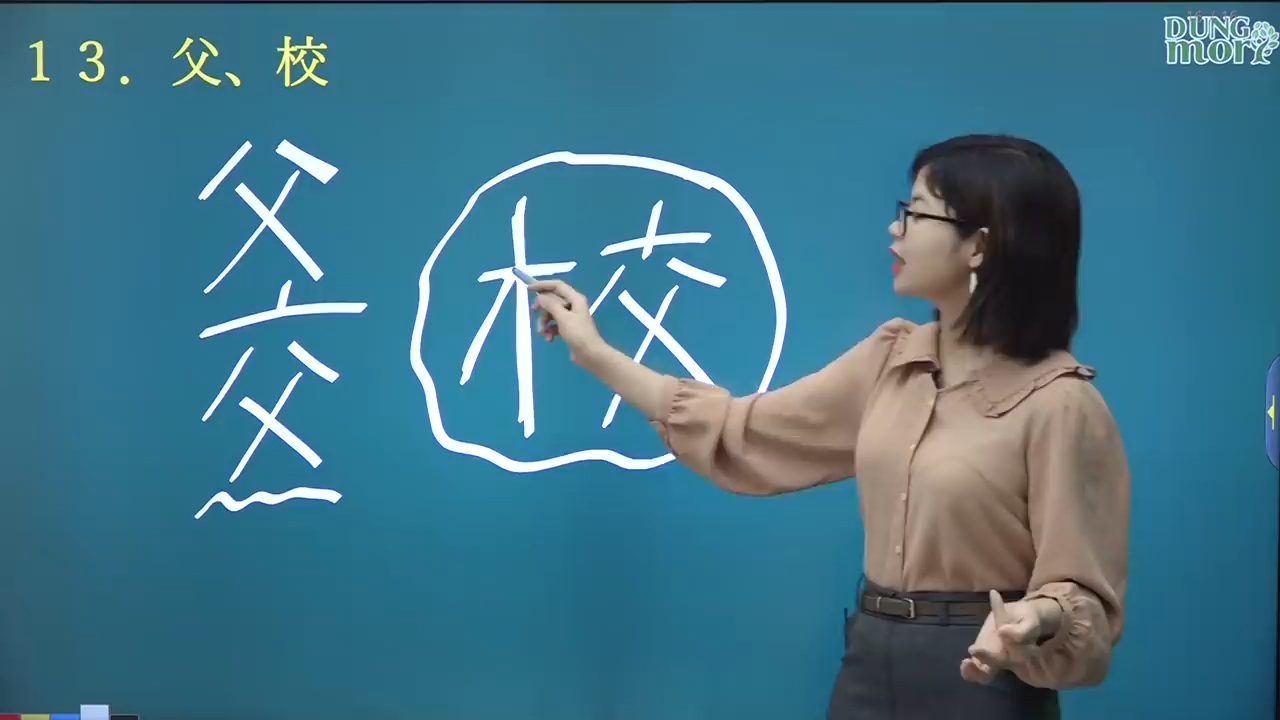 13. 父、校
DUNG
mori
父 校
交